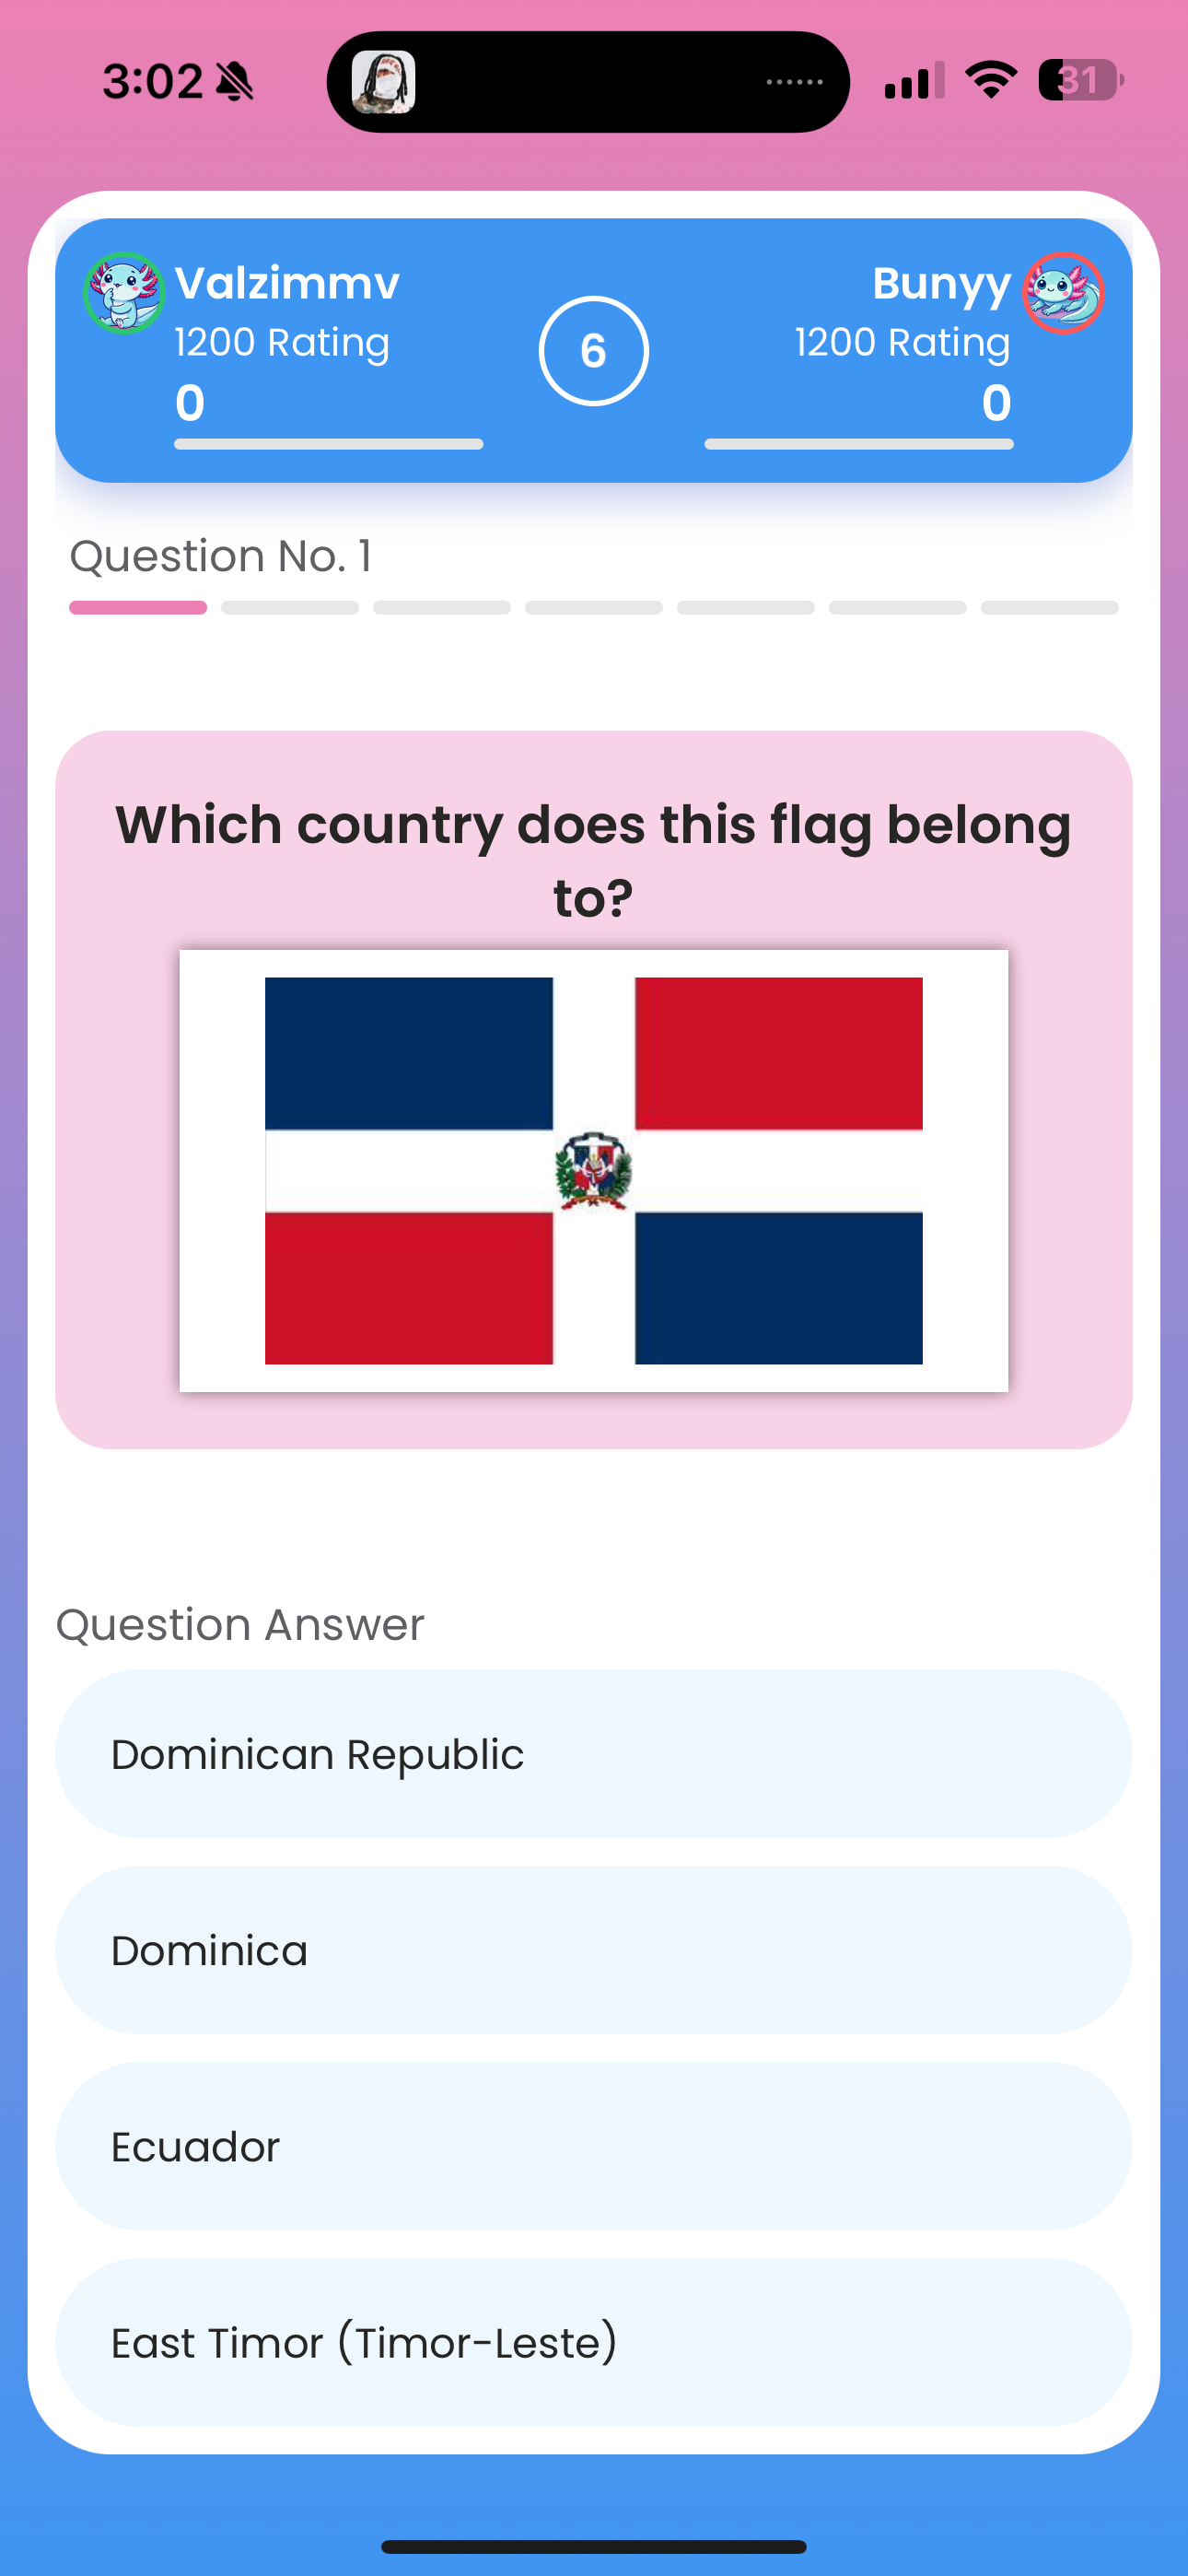 3:02
31
Valzimmv
1200 Rating
0
6
Bunyy
1200 Rating
0
Question No. 1
Which country does this flag belong
to?
Question Answer
Dominican Republic
Dominica
Ecuador
East Timor (Timor-Leste)